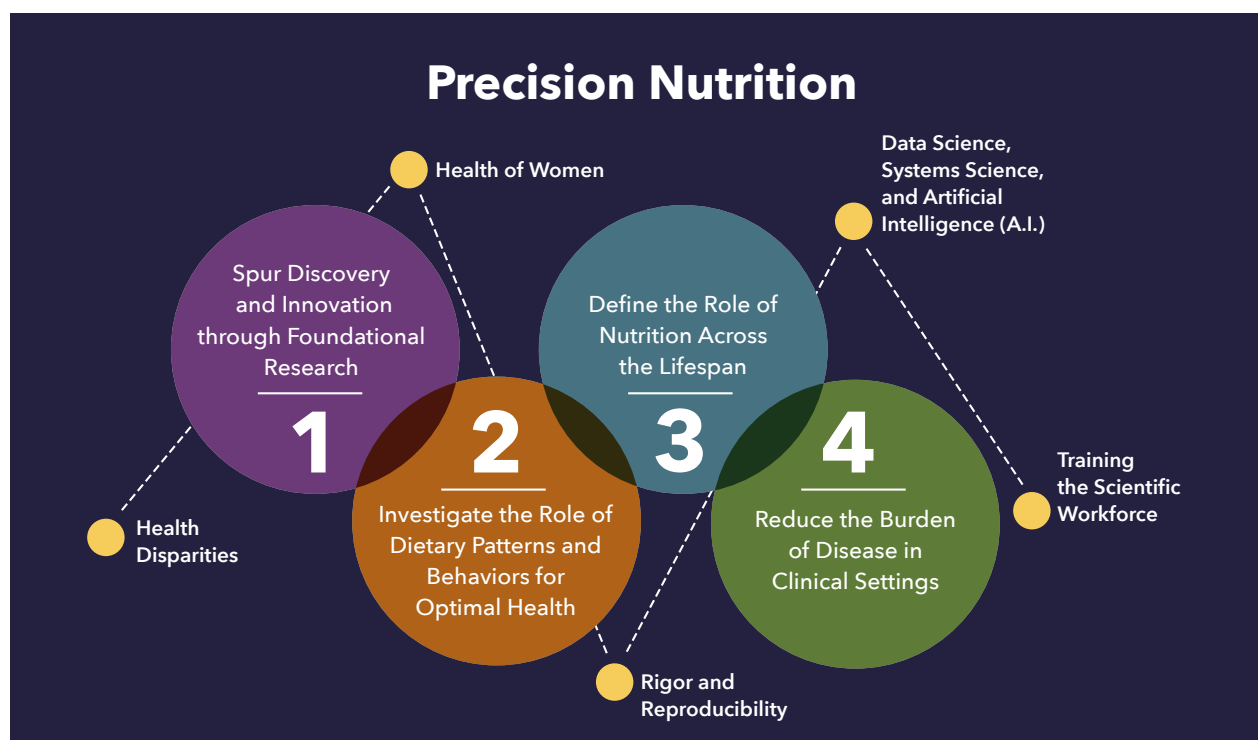 Precision Nutrition
Health of Women
Data Science,
Systems Science,
and Artificial
Intelligence (A.I.)
Spur Discovery
and Innovation
through Foundational
Research
1
Investigate the Role of
Dietary Patterns and
Behaviors for
Optimal Health
2
Define the Role of
Nutrition Across
the Lifespan
3
Reduce the Burden
of Disease in
Clinical Settings
4
Health
Disparities
Training
the Scientific
Workforce
Rigor and
Reproducibility